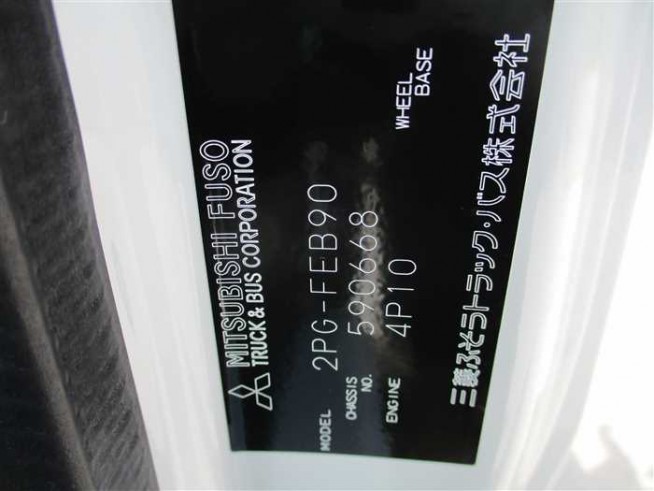 MITSUBISHI FUSO
TRUCK & BUS CORPORATION
MODEL 2PG-FEB90
CHASSIS NO. 590668
ENGINE 4P10
WHEEL BASE
三菱ふそうトラック・バス株式会社